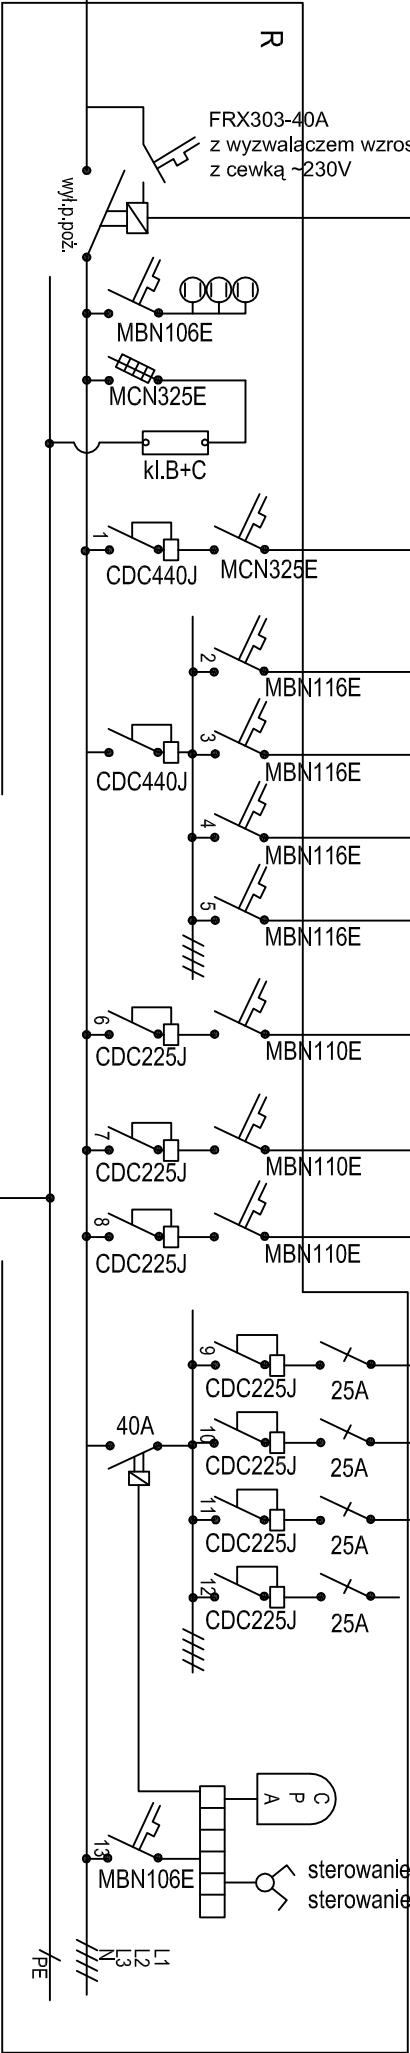 R
FRX303-40A
z wyzwalaczem wzros
z cewką ~230V
wył.p.poż.
MBN106E
MCN325E
kl.B+C
1
CDC440J
MCN325E
2
MBN116E
3
MBN116E
CDC440J
4
MBN116E
5
MBN116E
6
CDC225J
MBN110E
7
CDC225J
MBN110E
8
CDC225J
MBN110E
9
CDC225J
25A
40A
10
CDC225J
25A
11
CDC225J
25A
12
CDC225J
25A
C
P
A
13
MBN106E
sterowanie
sterowanie
L1
L2
L3
N
PE